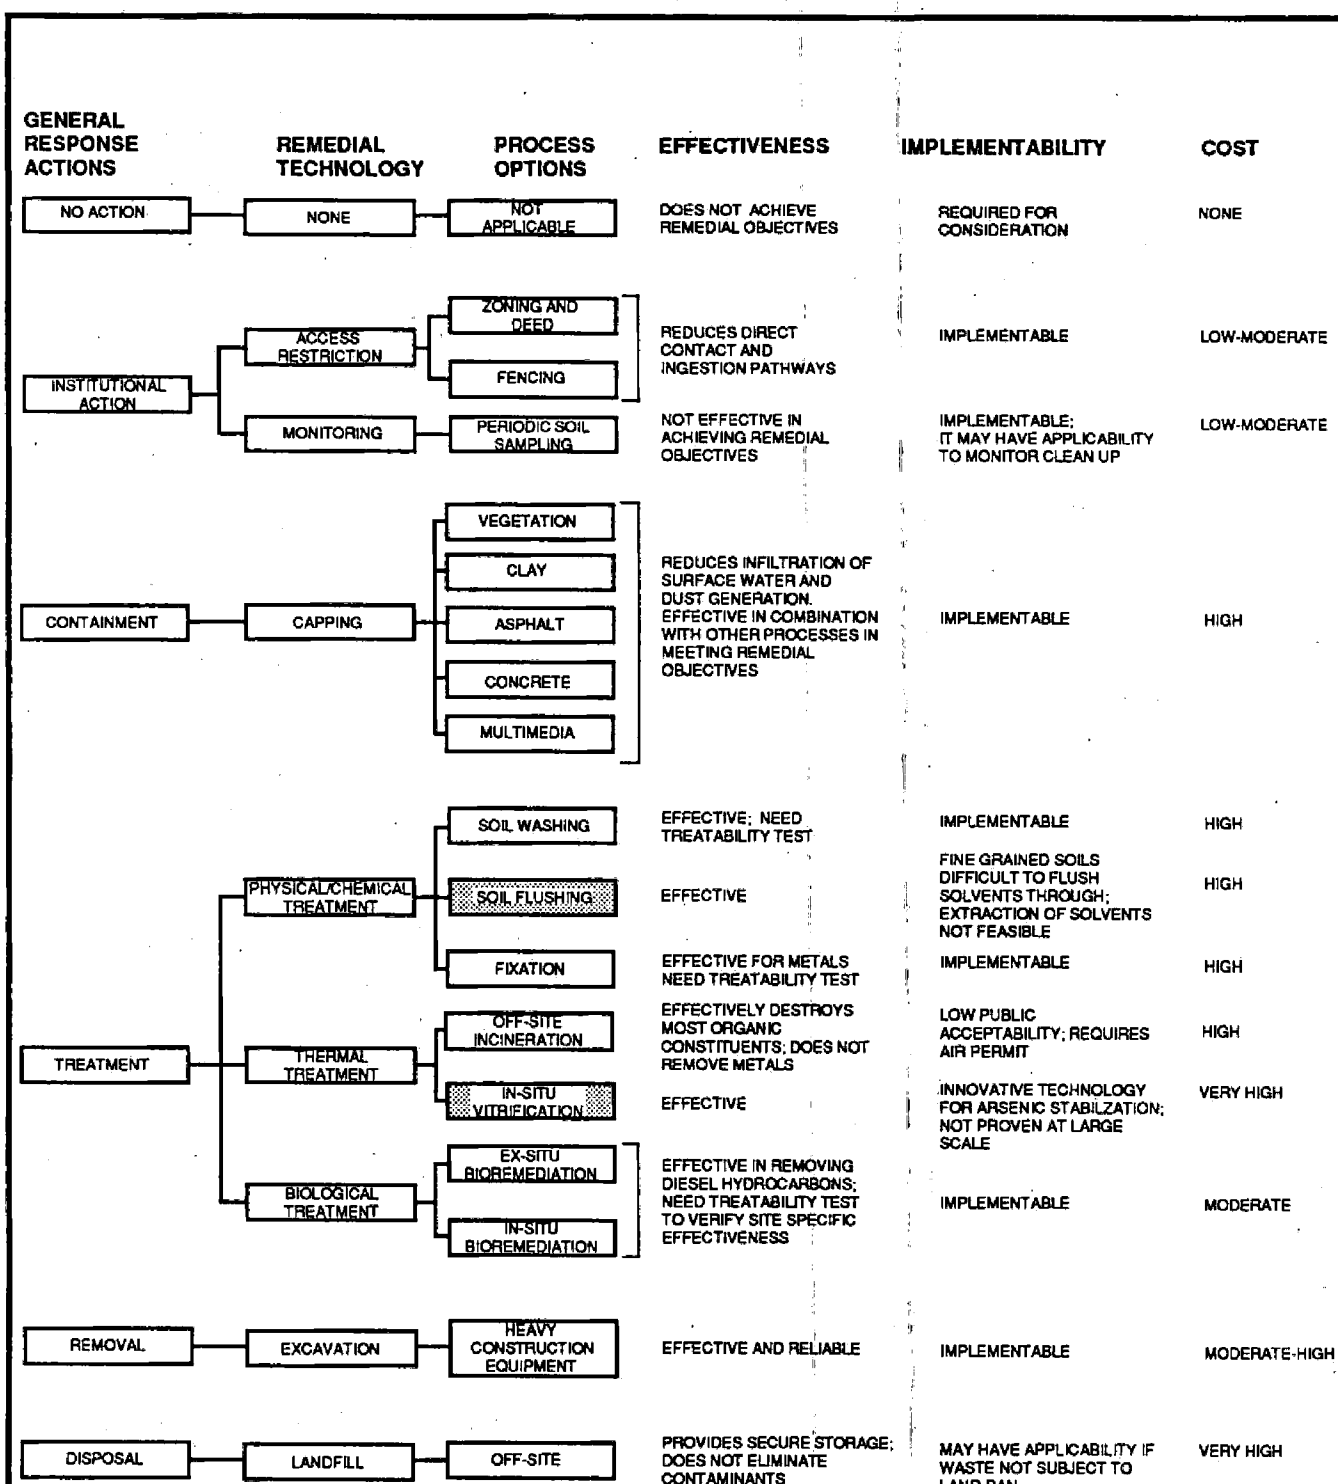 GENERAL
RESPONSE
ACTIONS
REMEDIAL
TECHNOLOGY
PROCESS
OPTIONS
EFFECTIVENESS
IMPLEMENTABILITY
COST
NO ACTION
NONE
NOT
APPLICABLE
DOES NOT ACHIEVE
REMEDIAL OBJECTIVES
REQUIRED FOR
CONSIDERATION
NONE
INSTITUTIONAL
ACTION
ACCESS
RESTRICTION
ZONING AND
DEED
FENCING
REDUCES DIRECT
CONTACT AND
INGESTION PATHWAYS
IMPLEMENTABLE
LOW-MODERATE
MONITORING
PERIODIC SOIL
SAMPLING
NOT EFFECTIVE IN
ACHIEVING REMEDIAL
OBJECTIVES
IMPLEMENTABLE;
IT MAY HAVE APPLICABILITY
TO MONITOR CLEAN UP
LOW-MODERATE
CONTAINMENT
CAPPING
VEGETATION
CLAY
ASPHALT
CONCRETE
MULTIMEDIA
REDUCES INFILTRATION OF
SURFACE WATER AND
DUST GENERATION.
EFFECTIVE IN COMBINATION
WITH OTHER PROCESSES IN
MEETING REMEDIAL
OBJECTIVES
IMPLEMENTABLE
HIGH
TREATMENT
PHYSICAL/CHEMICAL
TREATMENT
SOIL WASHING
EFFECTIVE; NEED
TREATABILITY TEST
IMPLEMENTABLE
HIGH
SOIL FLUSHING
EFFECTIVE
FINE GRAINED SOILS
DIFFICULT TO FLUSH
SOLVENTS THROUGH;
EXTRACTION OF SOLVENTS
NOT FEASIBLE
HIGH
FIXATION
EFFECTIVE FOR METALS
NEED TREATABILITY TEST
IMPLEMENTABLE
HIGH
THERMAL
TREATMENT
OFF-SITE
INCINERATION
EFFECTIVELY DESTROYS
MOST ORGANIC
CONSTITUENTS; DOES NOT
REMOVE METALS
LOW PUBLIC
ACCEPTABILITY; REQUIRES
AIR PERMIT
HIGH
IN-SITU
VITRIFICATION
EFFECTIVE
INNOVATIVE TECHNOLOGY
FOR ARSENIC STABILZATION;
NOT PROVEN AT LARGE
SCALE
VERY HIGH
BIOLOGICAL
TREATMENT
EX-SITU
BIOREMEDIATION
IN-SITU
BIOREMEDIATION
EFFECTIVE IN REMOVING
DIESEL HYDROCARBONS;
NEED TREATABILITY TEST
TO VERIFY SITE SPECIFIC
EFFECTIVENESS
IMPLEMENTABLE
MODERATE
REMOVAL
EXCAVATION
HEAVY
CONSTRUCTION
EQUIPMENT
EFFECTIVE AND RELIABLE
IMPLEMENTABLE
MODERATE-HIGH
DISPOSAL
LANDFILL
OFF-SITE
PROVIDES SECURE STORAGE;
DOES NOT ELIMINATE
CONTAMINANTS
MAY HAVE APPLICABILITY IF
WASTE NOT SUBJECT TO
LAND BAN
VERY HIGH